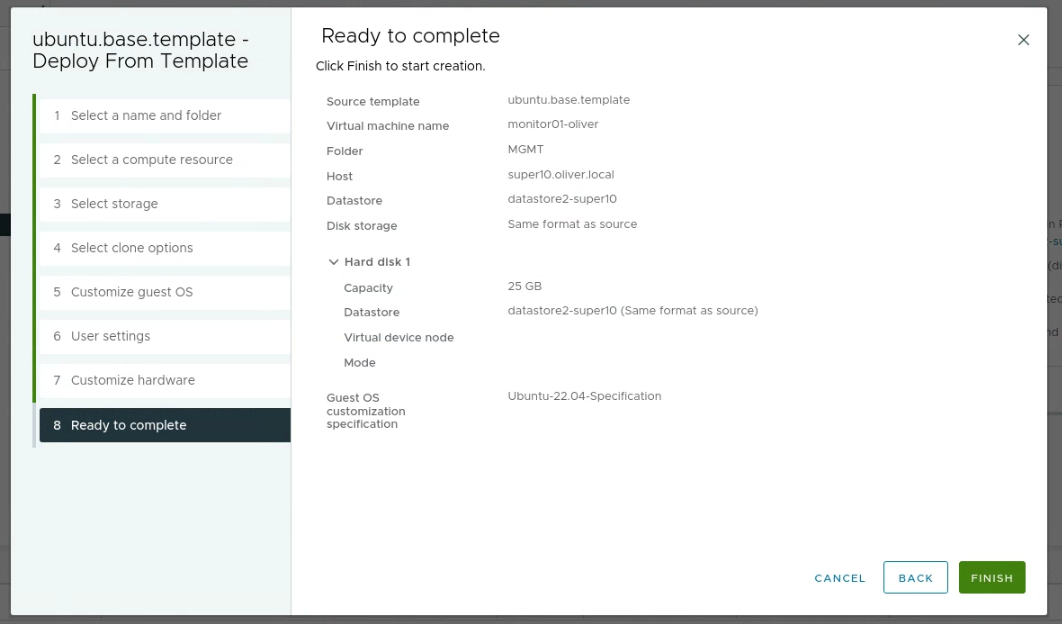 ubuntu.base.template -
Deploy From Template
1 Select a name and folder
2 Select a compute resource
3 Select storage
4 Select clone options
5 Customize guest OS
6 User settings
7 Customize hardware
8 Ready to complete
Ready to complete
Click Finish to start creation.
Source template ubuntu.base.template
Virtual machine name monitor01-oliver
Folder MGMT
Host super10.oliver.local
Datastore datastore2-super10
Disk storage Same format as source
Hard disk 1
Capacity 25 GB
Datastore datastore2-super10 (Same format as source)
Virtual device node
Mode
Guest OS Ubuntu-22.04-Specification
customization
specification
CANCEL BACK FINISH